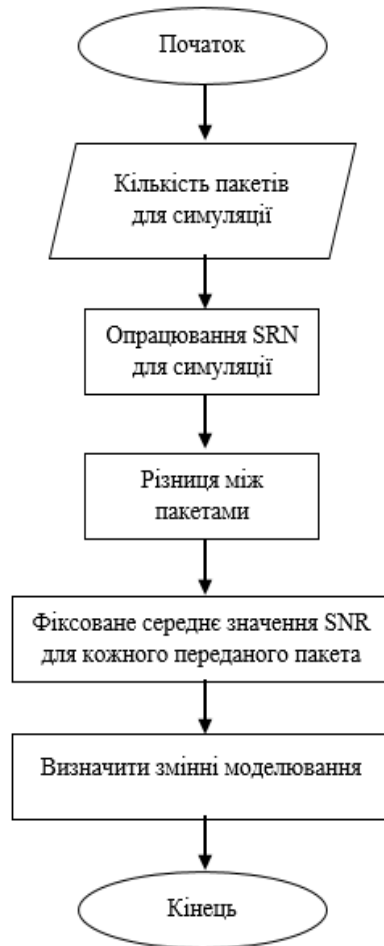 Початок
Кількість пакетів
для симуляції
Опрацювання SRN
для симуляції
Різниця між
пакетами
Фіксоване середнє значення SNR
для кожного переданого пакета
Визначити змінні моделювання
Кінець